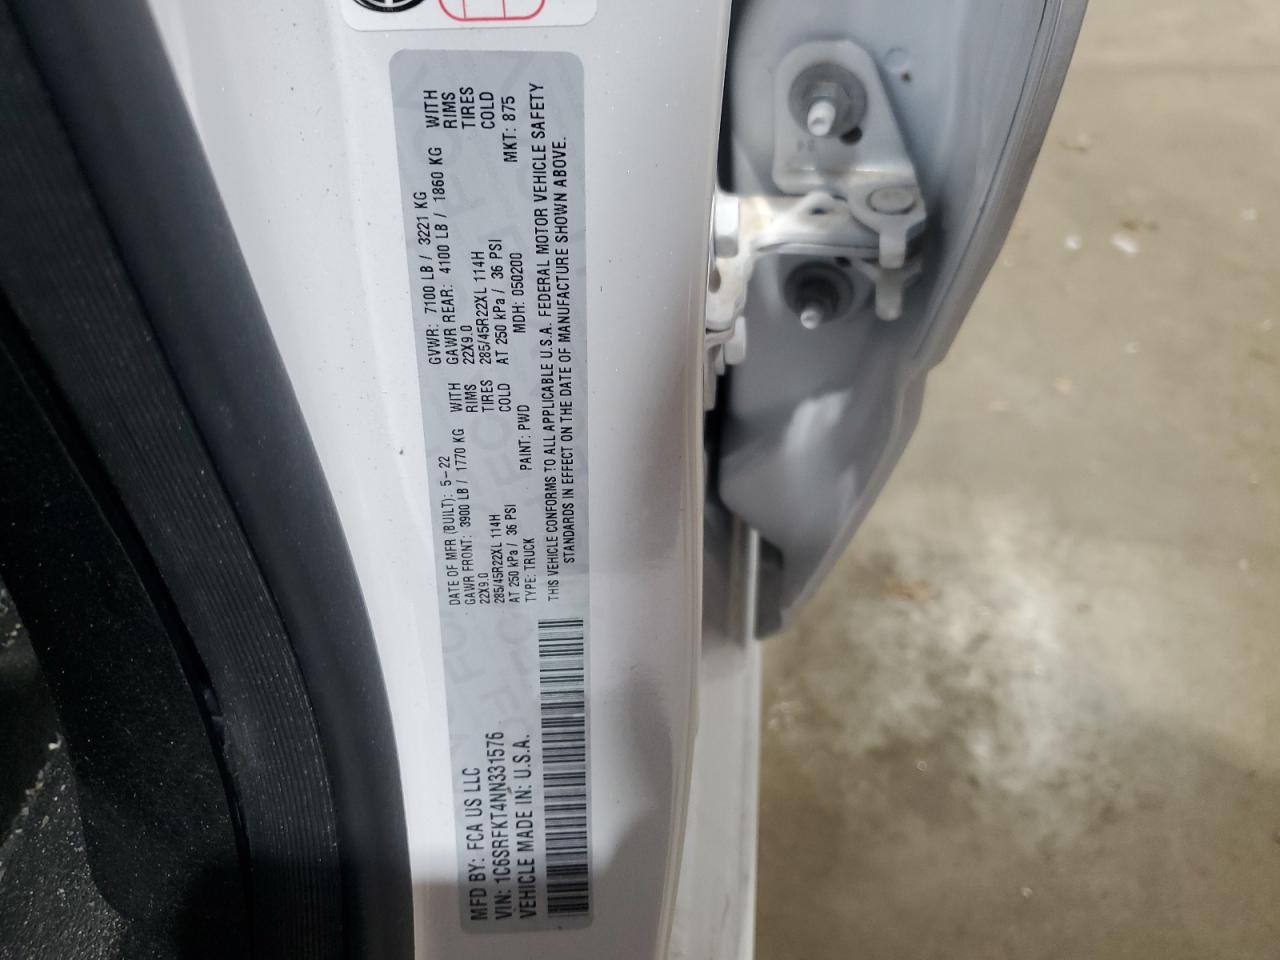 MFD BY: FCA US LLC
VIN: 1C6SRFKT4NN331576
VEHICLE MADE IN: U.S.A.
DATE OF MFR (BUILT): 5-22 GVWR: 7100 LB / 3221 KG
GAWR FRONT: 3900 LB / 1770 KG WITH GAWR REAR: 4100 LB / 1860 KG WITH
22X9.0 RIMS 22X9.0 RIMS
285/45R22XL 114H TIRES 285/45R22XL 114H TIRES
AT 250 kPa / 36 PSI COLD AT 250 kPa / 36 PSI COLD
TYPE: TRUCK PAINT: PWD MDH: 050200 MKT: 875
THIS VEHICLE CONFORMS TO ALL APPLICABLE U.S.A. FEDERAL MOTOR VEHICLE SAFETY
STANDARDS IN EFFECT ON THE DATE OF MANUFACTURE SHOWN ABOVE.